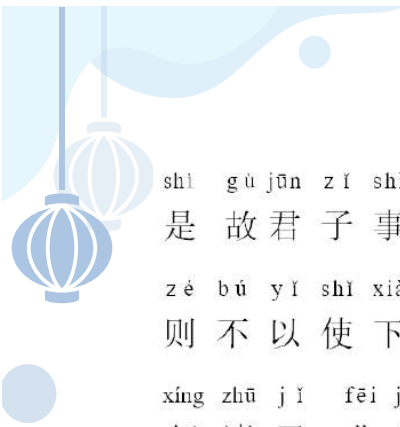 shì gù jūn zǐ
是 故 君 子 事
zé bú yǐ shǐ
则 不 以 使 下
xíng zhū jǐ fēi